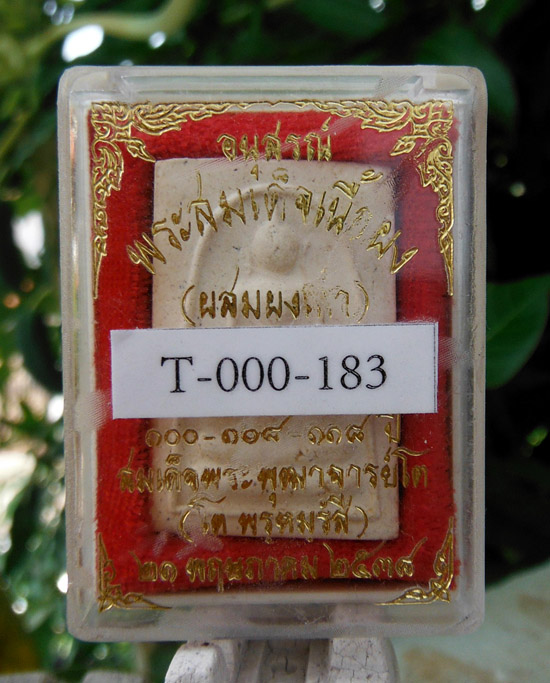 อนุสรณ์
พระสมเด็จเนื้อผง
(ผสมผงเก่า)
T-000-183
๑๐๐-๑๐๘-๑๑๘ ปี
สมเด็จพระพุฒาจารย์โต
(โต พรหมรังสี)
๒๑ พฤษภาคม ๒๕๓๘